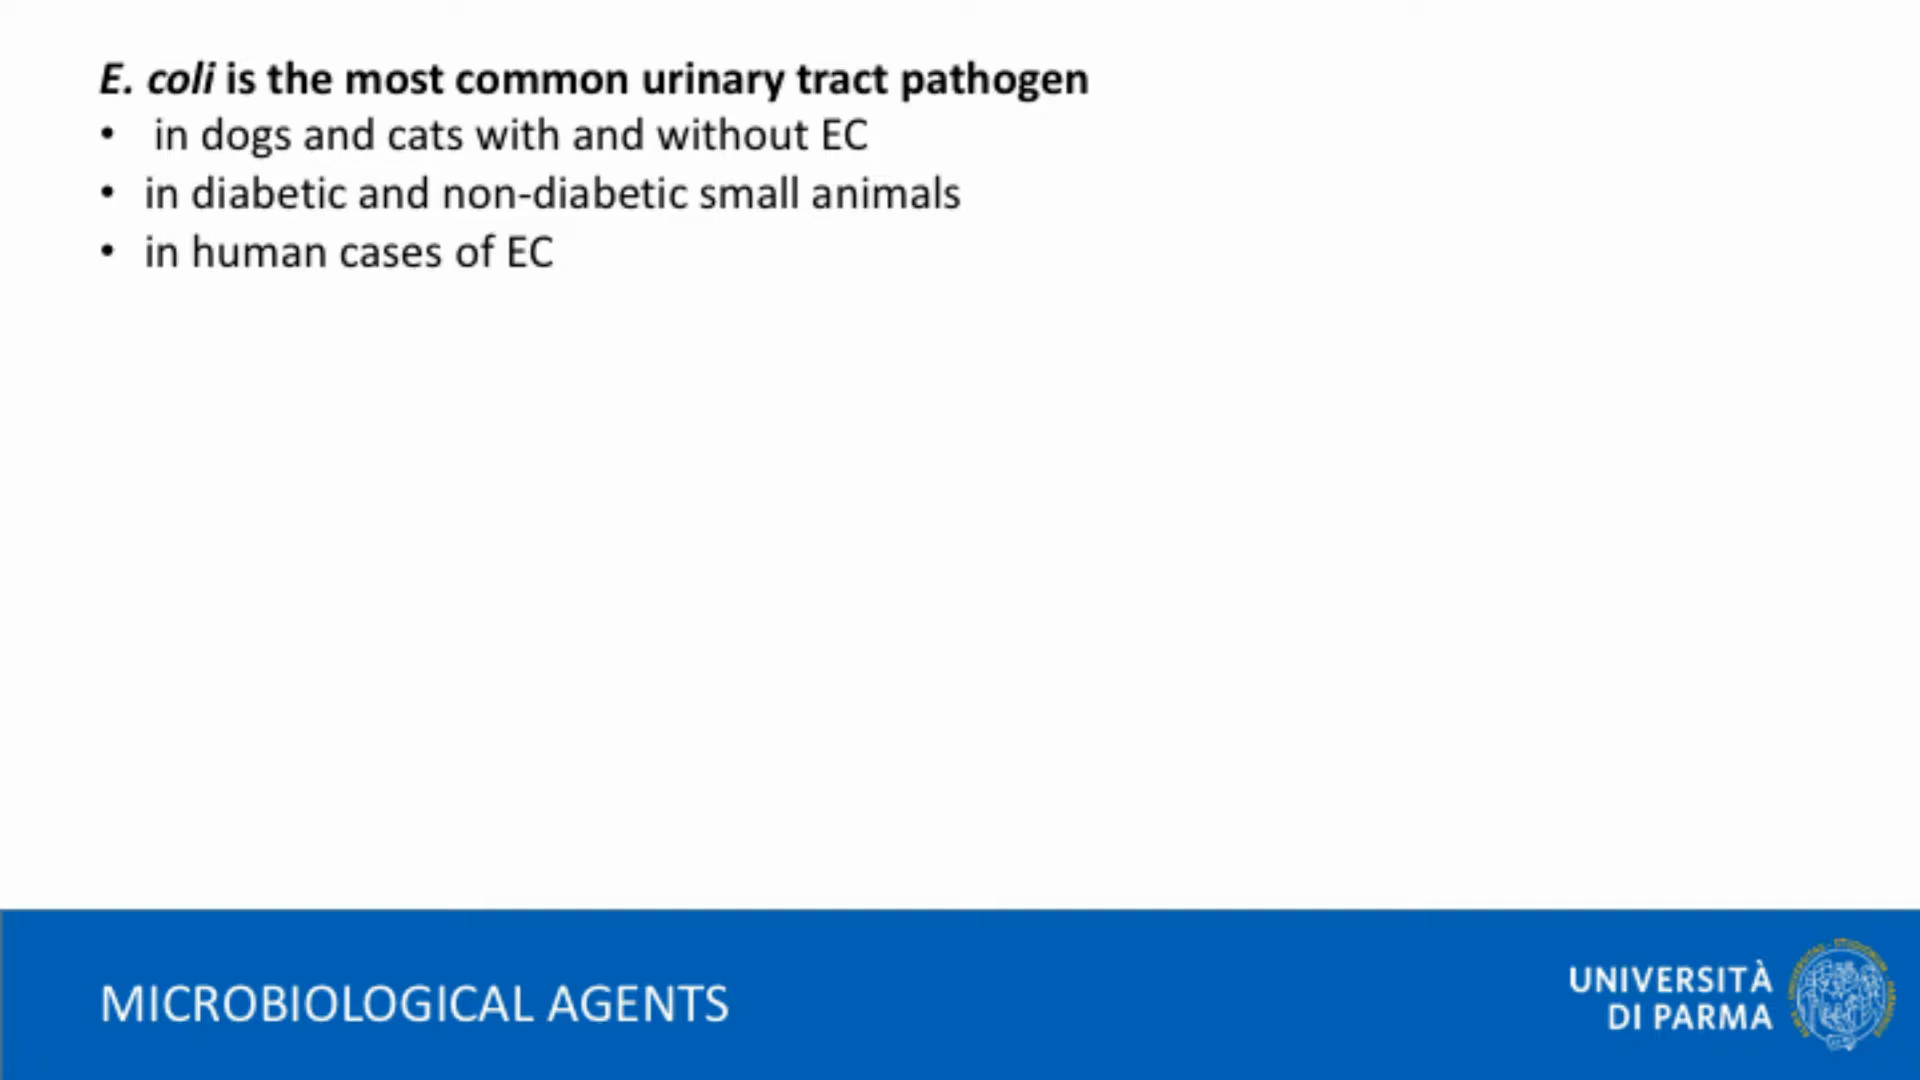 E. coli is the most common urinary tract pathogen
• in dogs and cats with and without EC
• in diabetic and non-diabetic small animals
• in human cases of EC
MICROBIOLOGICAL AGENTS
UNIVERSITÀ
DI PARMA